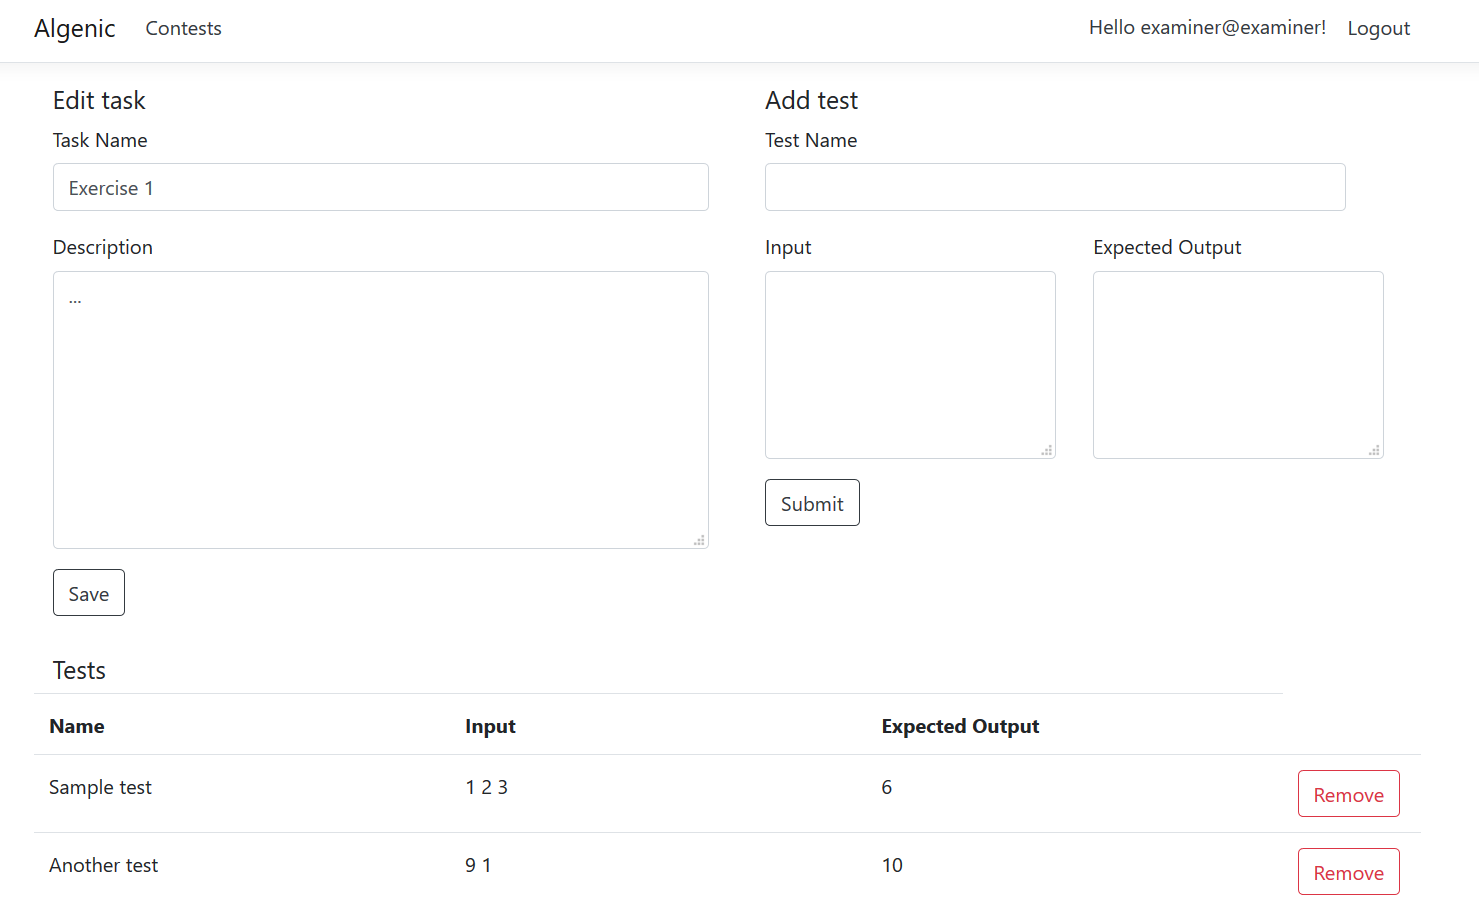 Algenic Contests Hello examiner@examiner! Logout
Edit task
Task Name
Exercise 1
Description
...
Save
Add test
Test Name
Input Expected Output
Submit
Tests
Name Input Expected Output
Sample test 1 2 3 6 Remove
Another test 9 1 10 Remove